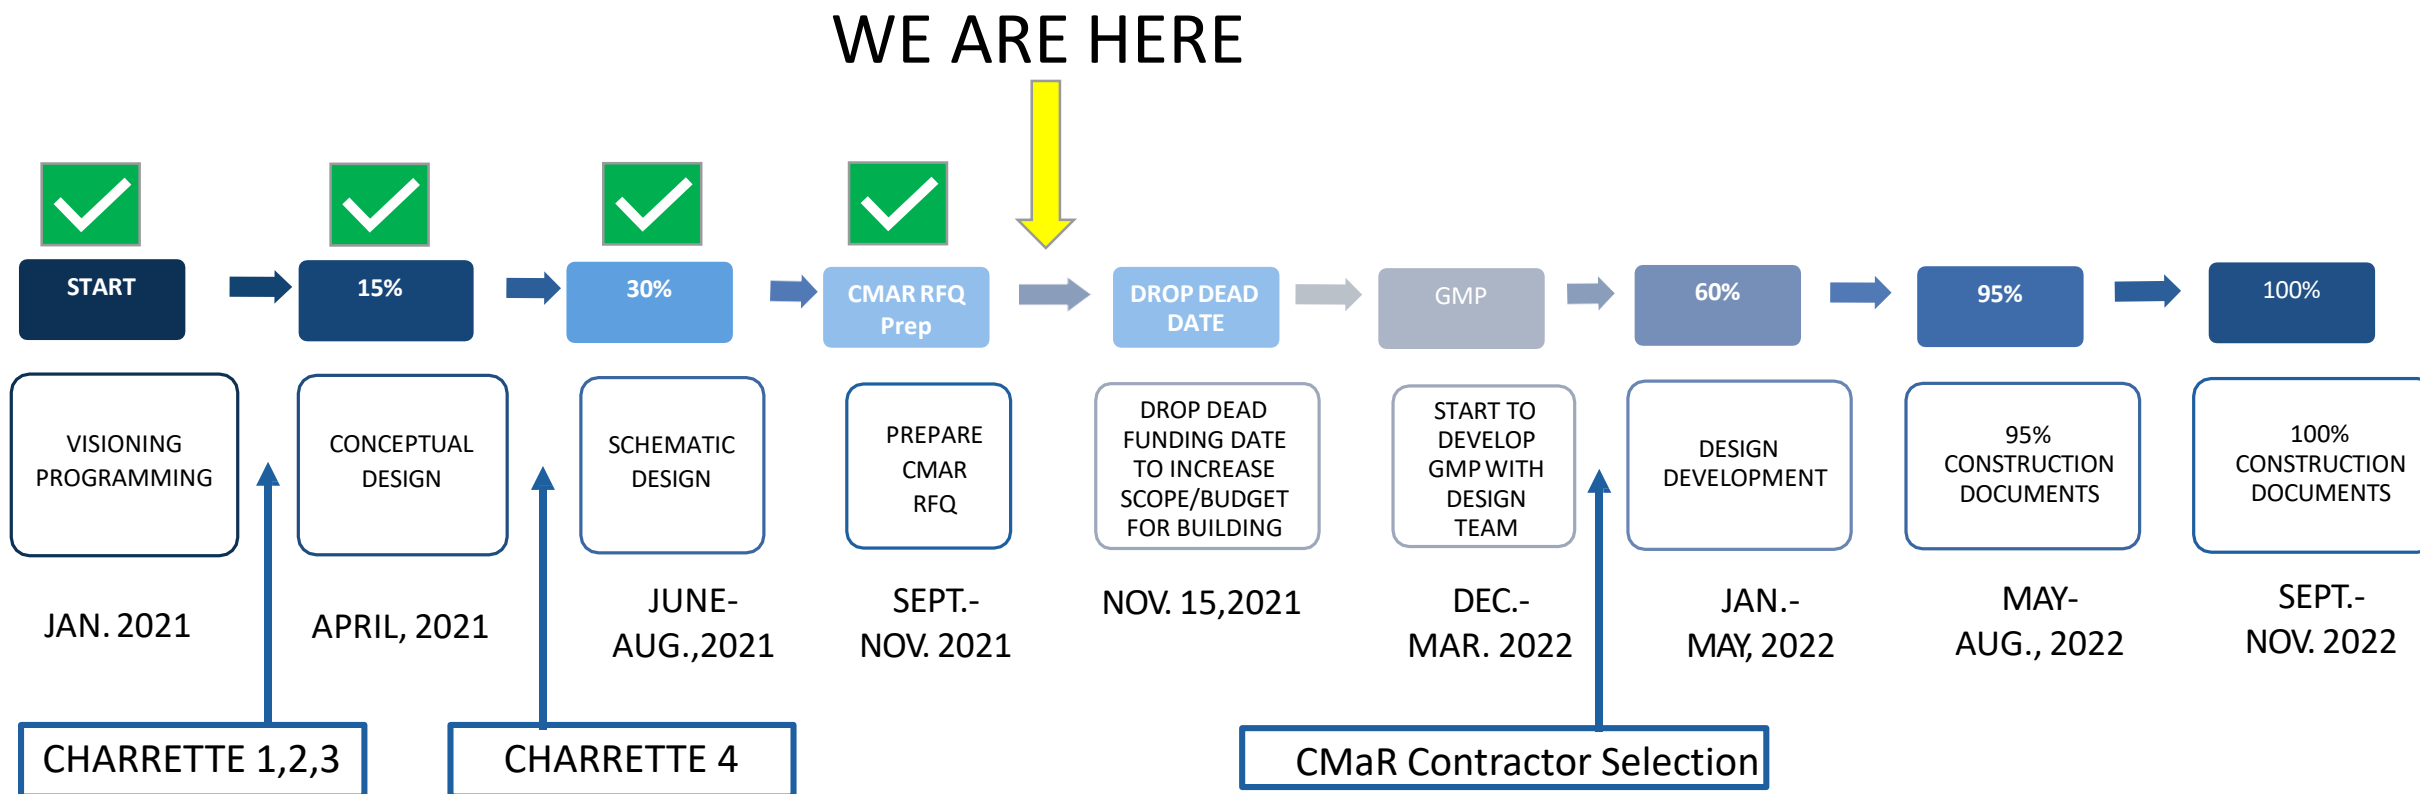 WE ARE HERE
START
15%
30%
CMAR RFQ
Prep
DROP DEAD
DATE
GMP
60%
95%
100%
VISIONING
PROGRAMMING
CONCEPTUAL
DESIGN
SCHEMATIC
DESIGN
PREPARE
CMAR
RFQ
DROP DEAD
FUNDING DATE
TO INCREASE
SCOPE/BUDGET
FOR BUILDING
START TO
DEVELOP
GMP WITH
DESIGN
TEAM
DESIGN
DEVELOPMENT
95%
CONSTRUCTION
DOCUMENTS
100%
CONSTRUCTION
DOCUMENTS
JAN. 2021
APRIL, 2021
JUNE-
AUG.,2021
SEPT.-
NOV. 2021
NOV. 15,2021
DEC.-
MAR. 2022
JAN.-
MAY, 2022
MAY-
AUG., 2022
SEPT.-
NOV. 2022
CHARRETTE 1,2,3
CHARRETTE 4
CMaR Contractor Selection